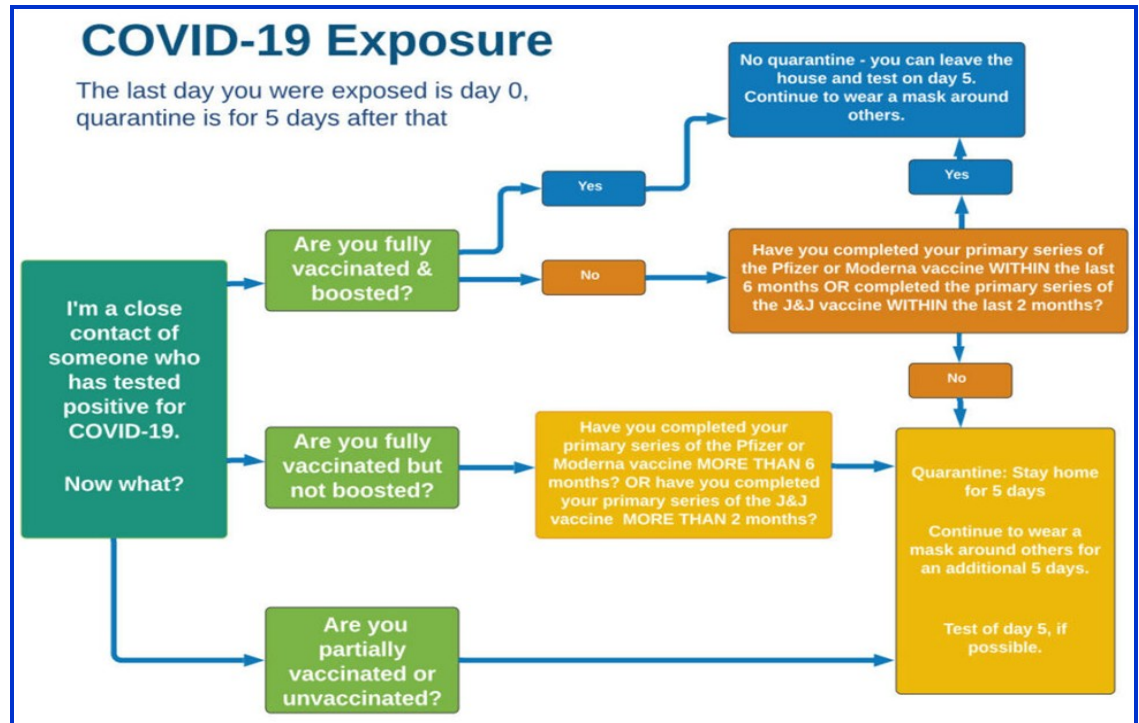 COVID-19 Exposure
The last day you were exposed is day 0,
quarantine is for 5 days after that
No quarantine - you can leave the
house and test on day 5.
Continue to wear a mask around
others.
Yes
Yes
Are you fully
vaccinated &
boosted?
No
Have you completed your primary series of
the Pfizer or Moderna vaccine WITHIN the last
6 months OR completed the primary series of
the J&J vaccine WITHIN the last 2 months?
I'm a close
contact of
someone who
has tested
positive for
COVID-19.
Now what?
No
Are you fully
vaccinated but
not boosted?
Have you completed your
primary series of the Pfizer or
Moderna vaccine MORE THAN 6
months? OR have you completed
your primary series of the J&J
vaccine MORE THAN 2 months?
Quarantine: Stay home
for 5 days
Continue to wear a
mask around others for
an additional 5 days.
Test of day 5, if
possible.
Are you
partially
vaccinated or
unvaccinated?